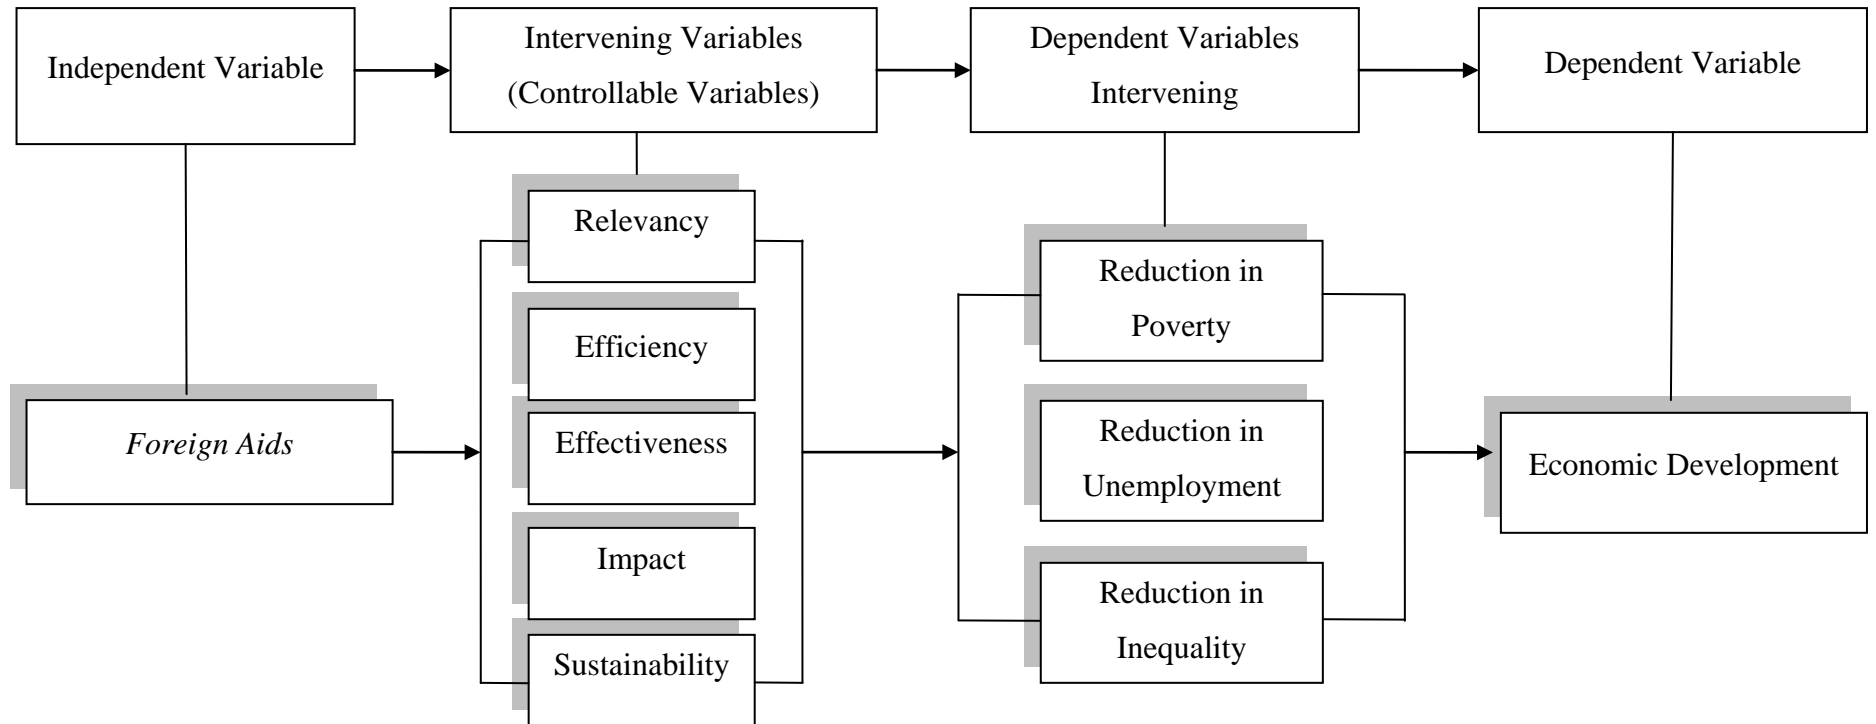 Independent Variable
Intervening Variables
(Controllable Variables)
Dependent Variables
Intervening
Dependent Variable
Foreign Aids
Relevancy
Efficiency
Effectiveness
Impact
Sustainability
Reduction in
Poverty
Reduction in
Unemployment
Reduction in
Inequality
Economic Development